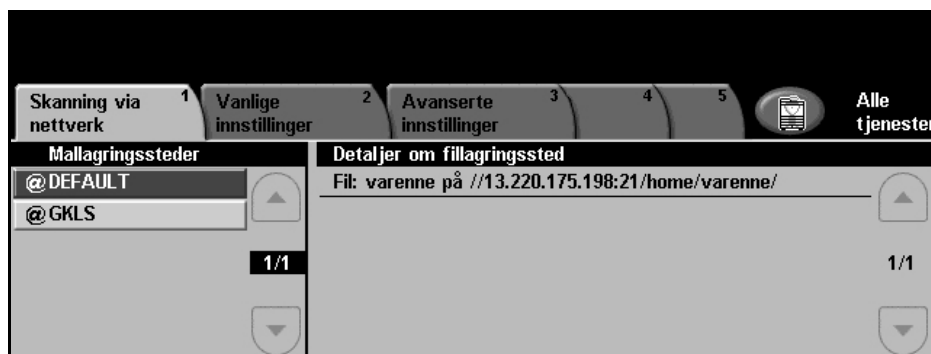 Skanning via nettverk 1
Vanlige innstillinger 2
Avanserte innstillinger 3
4
5
Alle tjenester
Mallagringssteder
@DEFAULT
@GKLS
1/1
Detaljer om fillagringssted
Fil: varenne på //13.220.175.198:21/home/varenne/
1/1